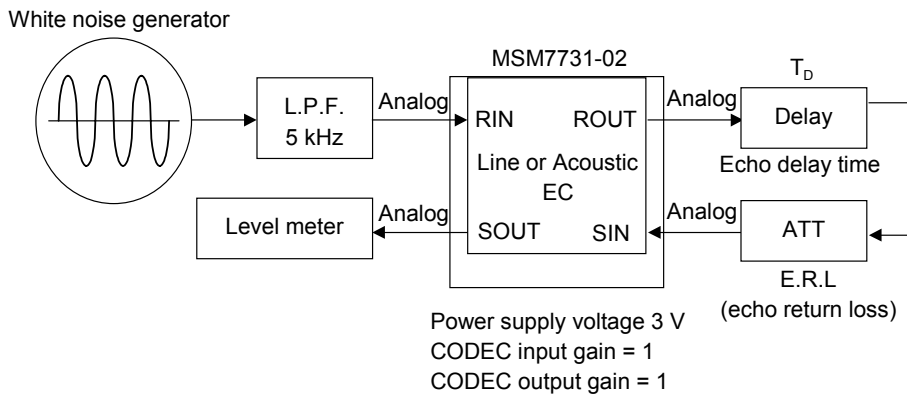 White noise generator
L.P.F.
5 kHz
Analog
MSM7731-02
RIN
ROUT
Line or Acoustic
EC
SOUT
SIN
Analog
T_D
Delay
Echo delay time
Level meter
Analog
Analog
ATT
E.R.L
(echo return loss)
Power supply voltage 3 V
CODEC input gain = 1
CODEC output gain = 1